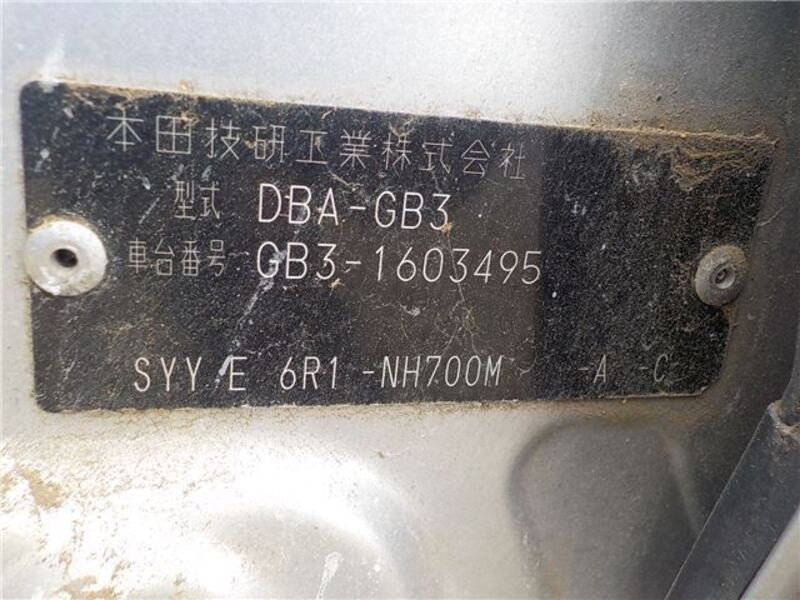 本田技研工業株式会社
型式 DBA-GB3
車台番号 GB3-1603495
SYY E 6R1 -NH700M -A -C